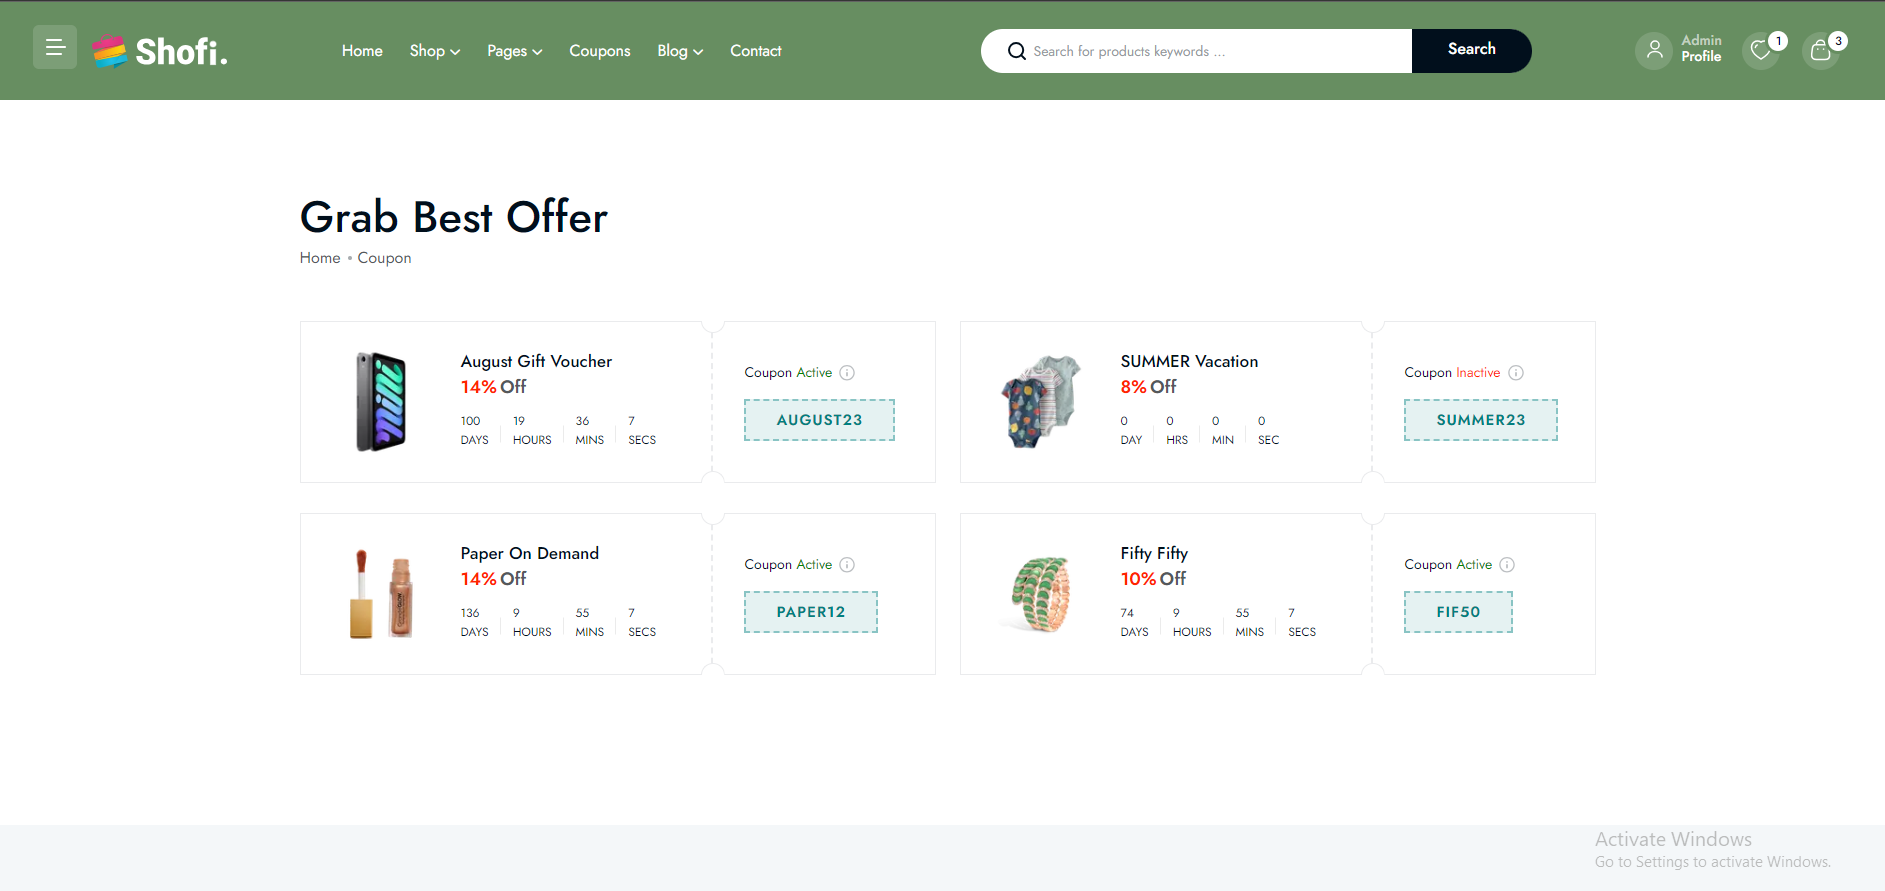 Shofi.
Home Shop Pages Coupons Blog Contact
Search for products keywords ...
Search
Admin
Profile
1
3
Grab Best Offer
Home • Coupon
August Gift Voucher
14% Off
100 19 36 7
DAYS HOURS MINS SECS
Coupon Active
AUGUST23
SUMMER Vacation
8% Off
0 0 0 0
DAY HRS MIN SEC
Coupon Inactive
SUMMER23
Paper On Demand
14% Off
136 9 55 7
DAYS HOURS MINS SECS
Coupon Active
PAPER12
Fifty Fifty
10% Off
74 9 55 7
DAYS HOURS MINS SECS
Coupon Active
FIF50
Activate Windows
Go to Settings to activate Windows.